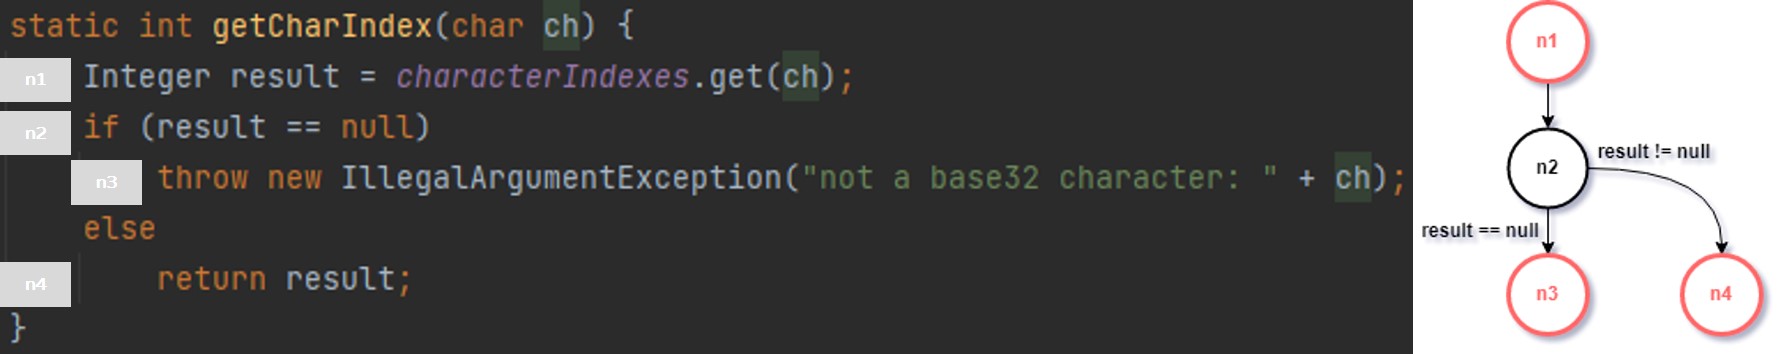 static int getCharIndex(char ch) {
n1 Integer result = characterIndexes.get(ch);
n2 if (result == null)
n3 throw new IllegalArgumentException("not a base32 character: " + ch);
else
n4 return result;
}
n1
n2
result != null
result == null
n3
n4